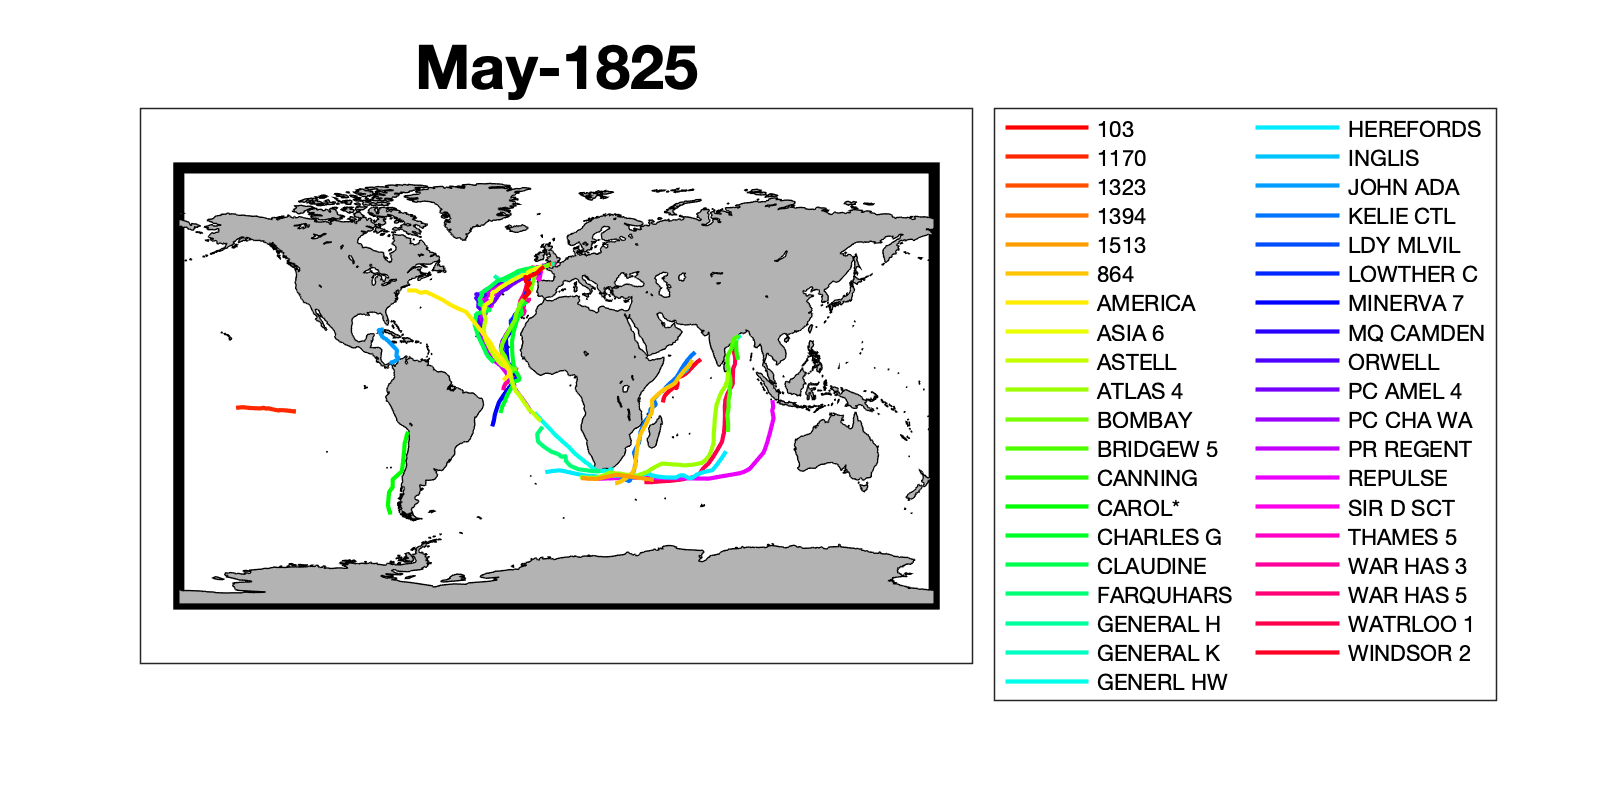 May-1825
103
1170
1323
1394
1513
864
AMERICA
ASIA 6
ASTELL
ATLAS 4
BOMBAY
BRIDGEW 5
CANNING
CAROL*
CHARLES G
CLAUDINE
FARQUHARS
GENERAL H
GENERAL K
GENERL HW
HEREFORDS
INGLIS
JOHN ADA
KELIE CTL
LDY MLVIL
LOWTHER C
MINERVA 7
MQ CAMDEN
ORWELL
PC AMEL 4
PC CHA WA
PR REGENT
REPULSE
SIR D SCT
THAMES 5
WAR HAS 3
WAR HAS 5
WATRLOO 1
WINDSOR 2